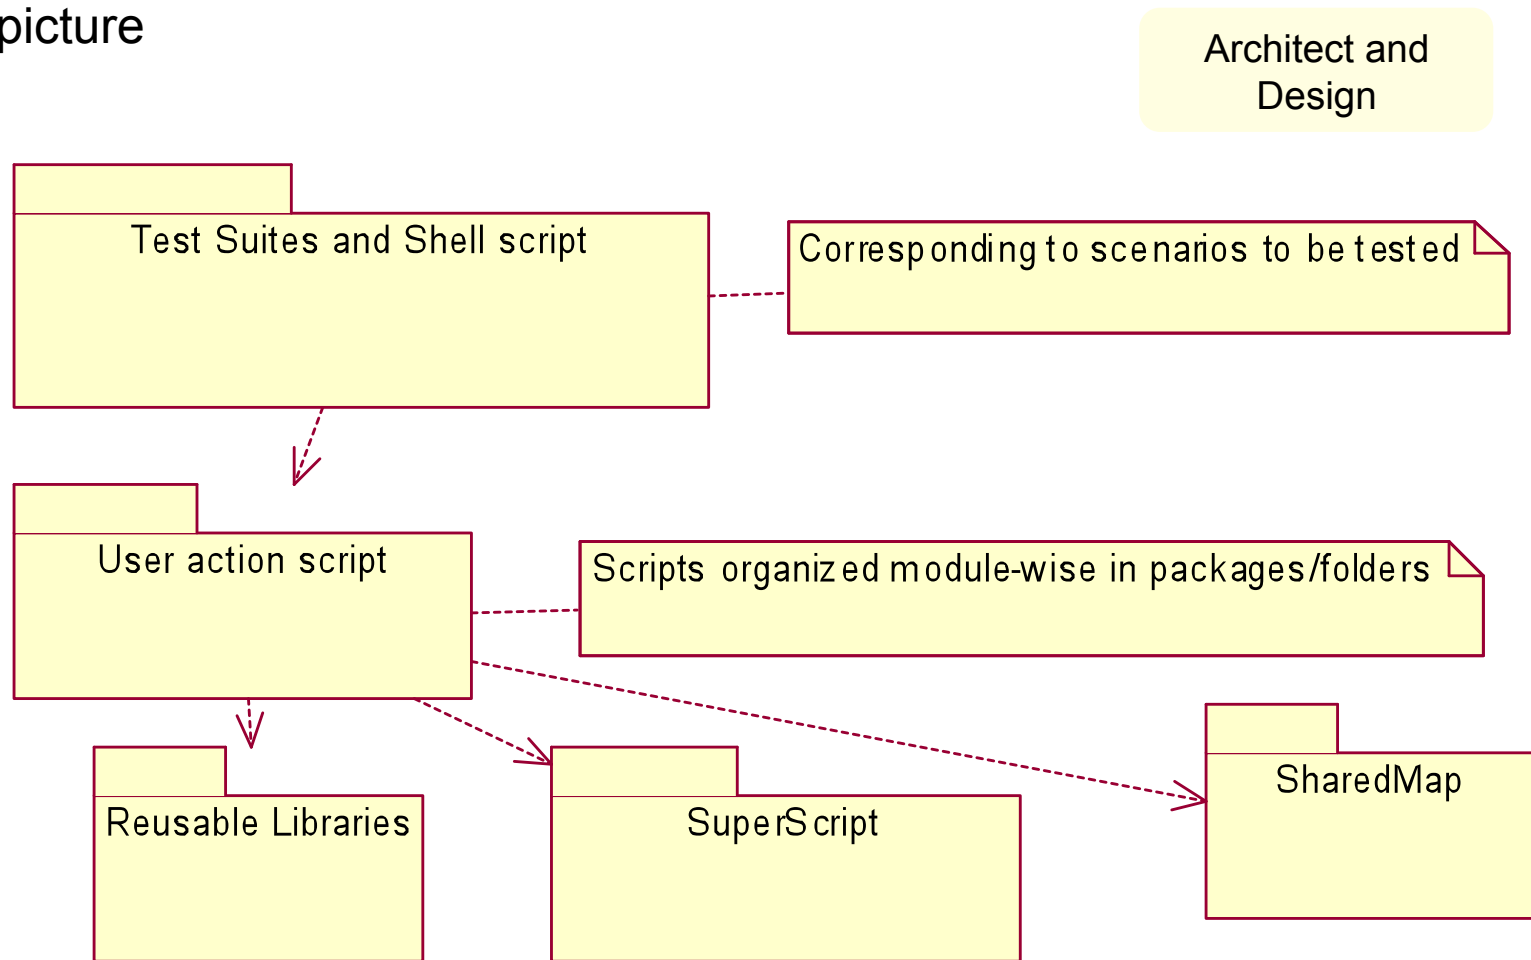 picture
Architect and
Design
Test Suites and Shell script
Corresponding to scenarios to be tested
User action script
Scripts organized module-wise in packages/folders
SharedMap
Reusable Libraries
SuperScript